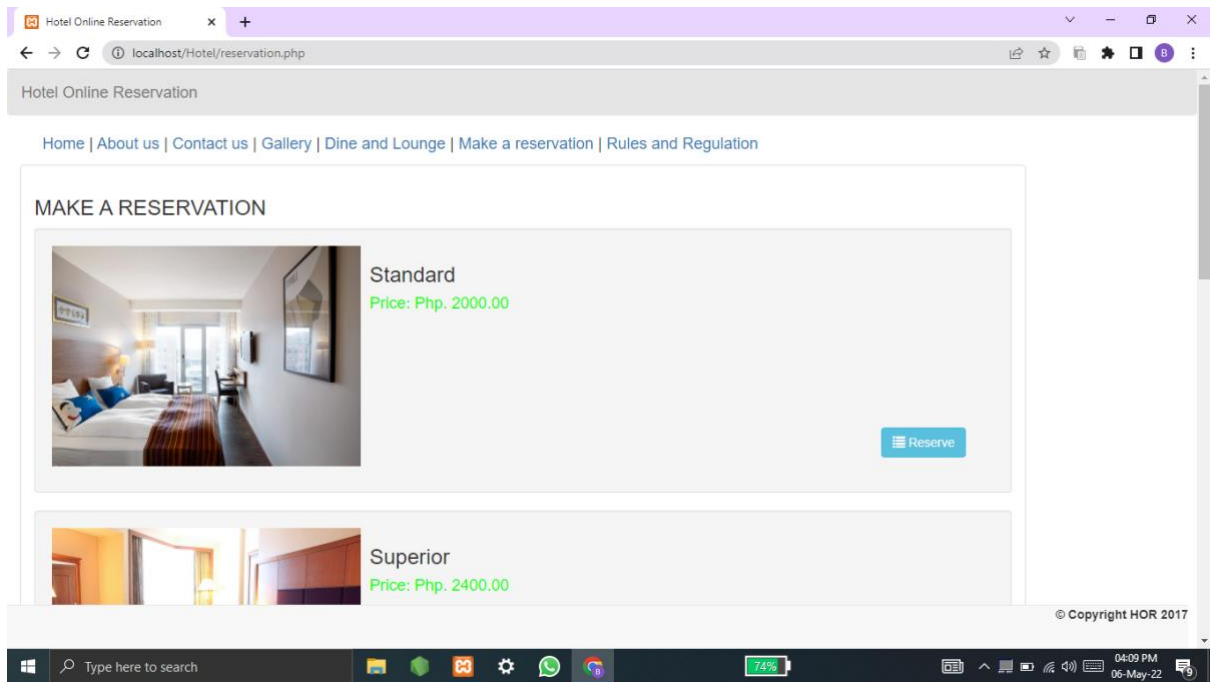 Hotel Online Reservation
localhost/Hotel/reservation.php
B
Hotel Online Reservation
Home | About us | Contact us | Gallery | Dine and Lounge | Make a reservation | Rules and Regulation
MAKE A RESERVATION
Standard
Price: Php. 2000.00
Reserve
Superior
Price: Php. 2400.00
© Copyright HOR 2017
Type here to search
74%
04:09 PM
06-May-22
9